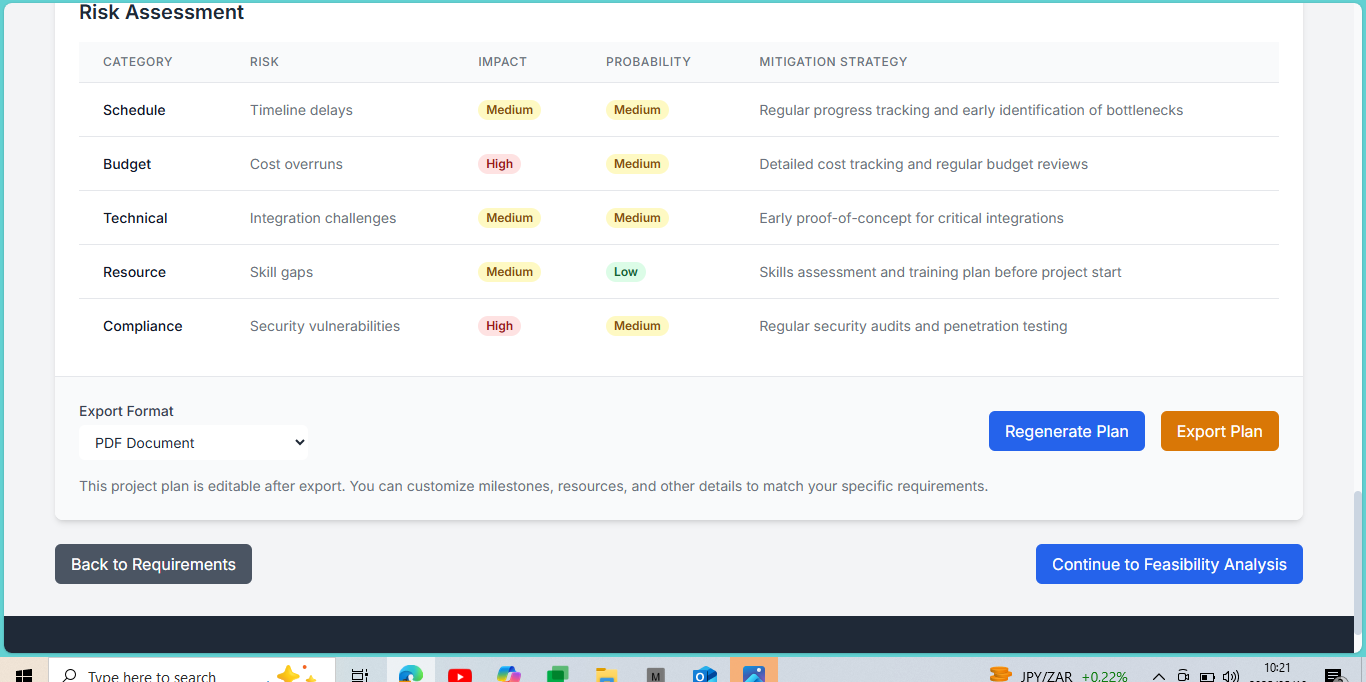 Risk Assessment
CATEGORY RISK IMPACT PROBABILITY MITIGATION STRATEGY
Schedule Timeline delays Medium Medium Regular progress tracking and early identification of bottlenecks
Budget Cost overruns High Medium Detailed cost tracking and regular budget reviews
Technical Integration challenges Medium Medium Early proof-of-concept for critical integrations
Resource Skill gaps Medium Low Skills assessment and training plan before project start
Compliance Security vulnerabilities High Medium Regular security audits and penetration testing
Export Format
PDF Document
Regenerate Plan Export Plan
This project plan is editable after export. You can customize milestones, resources, and other details to match your specific requirements.
Back to Requirements Continue to Feasibility Analysis
Type here to search M O JPY/ZAR +0.22% 10:21